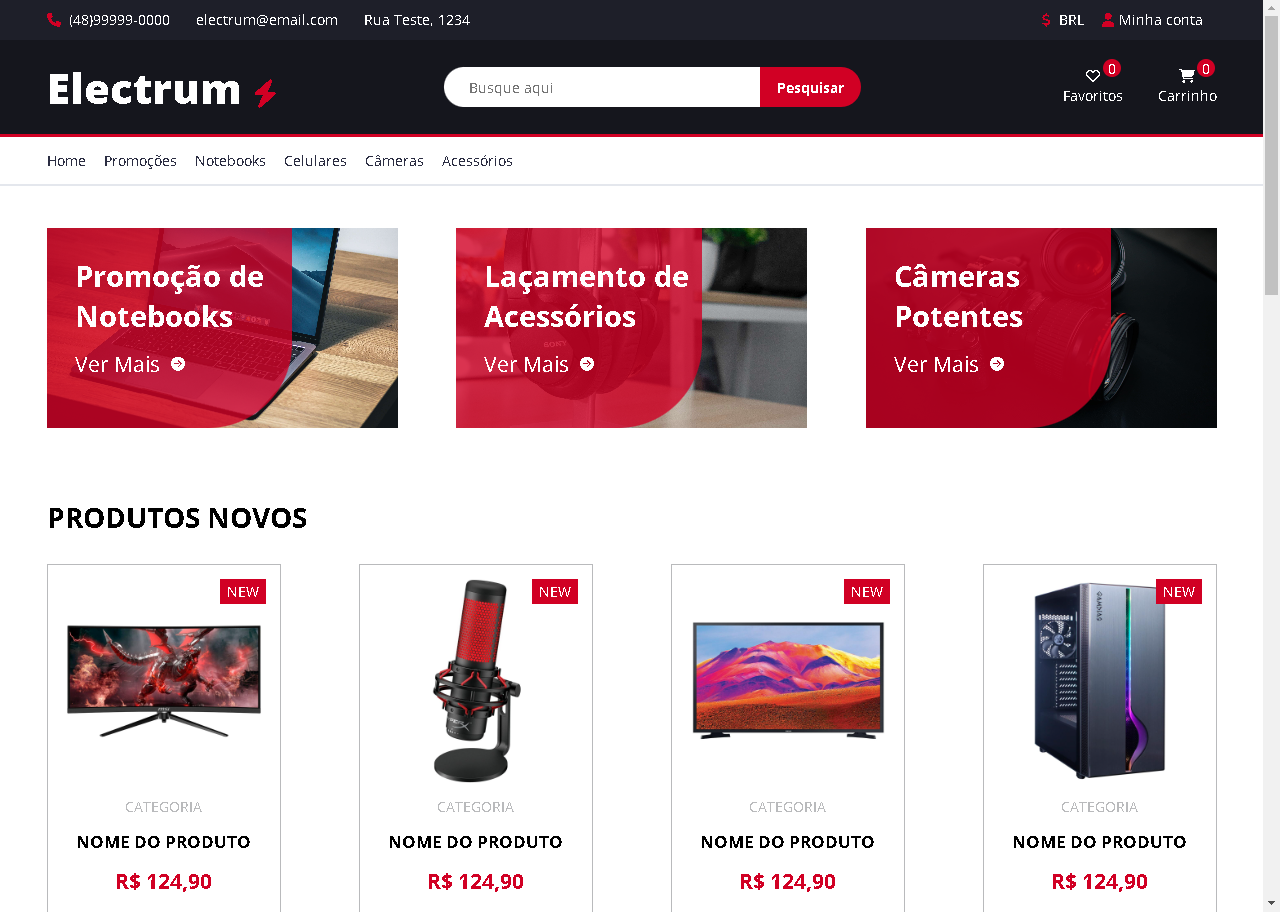 (48)99999-0000 electrum@email.com Rua Teste, 1234 $ BRL Minha conta
Electrum
Busque aqui Pesquisar
0 0
Favoritos Carrinho
Home Promoções Notebooks Celulares Câmeras Acessórios
Promoção de
Notebooks
Ver Mais
Laçamento de
Acessórios
Ver Mais
Câmeras
Potentes
Ver Mais
SONY
PRODUTOS NOVOS
NEW NEW NEW NEW
GAMDIAS
CATEGORIA CATEGORIA CATEGORIA CATEGORIA
NOME DO PRODUTO NOME DO PRODUTO NOME DO PRODUTO NOME DO PRODUTO
R$ 124,90 R$ 124,90 R$ 124,90 R$ 124,90